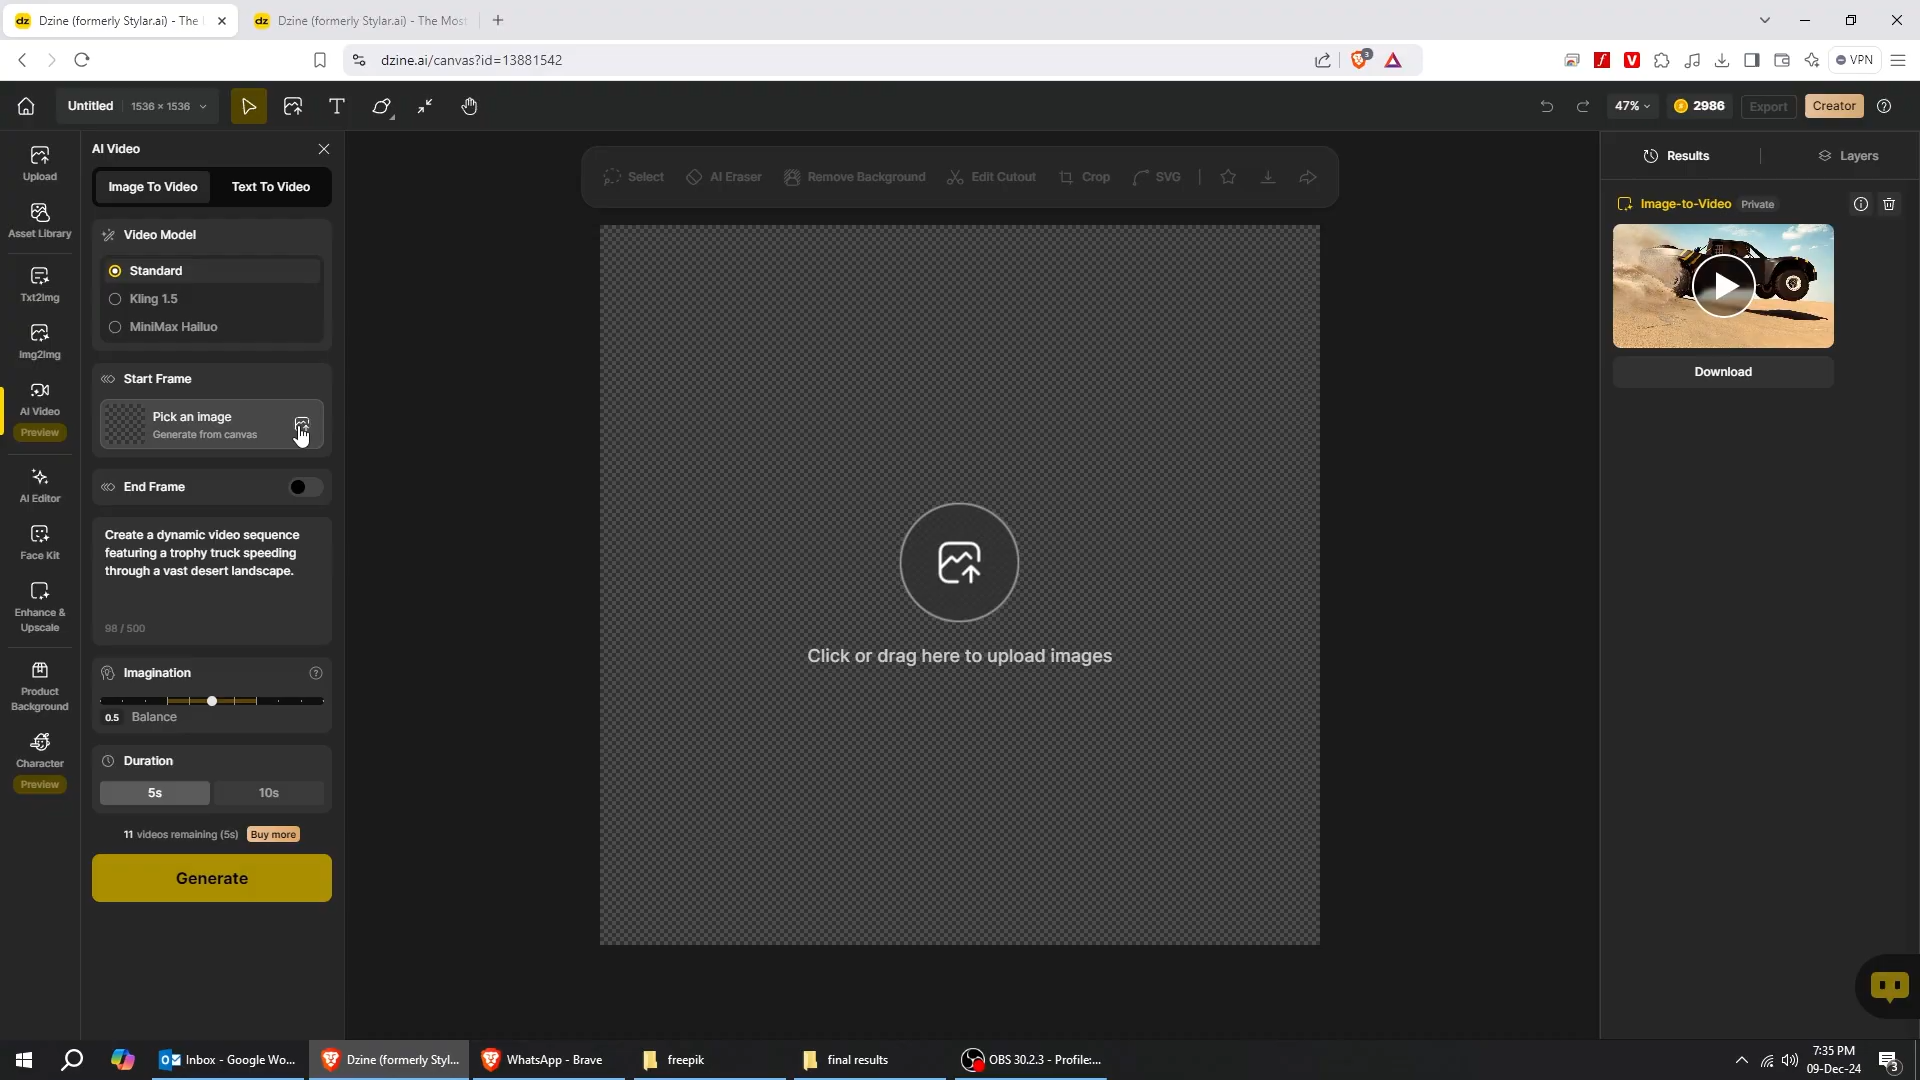 Dzine (formerly Stylar.ai) - The
Dzine (formerly Stylar.ai) - The Most
dzine.ai/canvas?id=13881542
3
VPN
Untitled
1536 × 1536
T
47%
2986
Export
Creator
Upload
Asset Library
Txt2Img
Img2Img
AI Video
Preview
AI Editor
Face Kit
Enhance &
Upscale
Product
Background
Character
Preview
AI Video
Image To Video
Text To Video
Video Model
Standard
Kling 1.5
MiniMax Hailuo
Start Frame
Pick an image
Generate from canvas
End Frame
Create a dynamic video sequence
featuring a trophy truck speeding
through a vast desert landscape.
98 / 500
Imagination
0.5 Balance
Duration
5s
10s
11 videos remaining (5s)
Buy more
Generate
Select
AI Eraser
Remove Background
Edit Cutout
Crop
SVG
Click or drag here to upload images
Results
Layers
Image-to-Video
Private
Download
Inbox - Google Wo...
Dzine (formerly Styl...
WhatsApp - Brave
freepik
final results
OBS 30.2.3 - Profile:...
7:35 PM
09-Dec-24
3